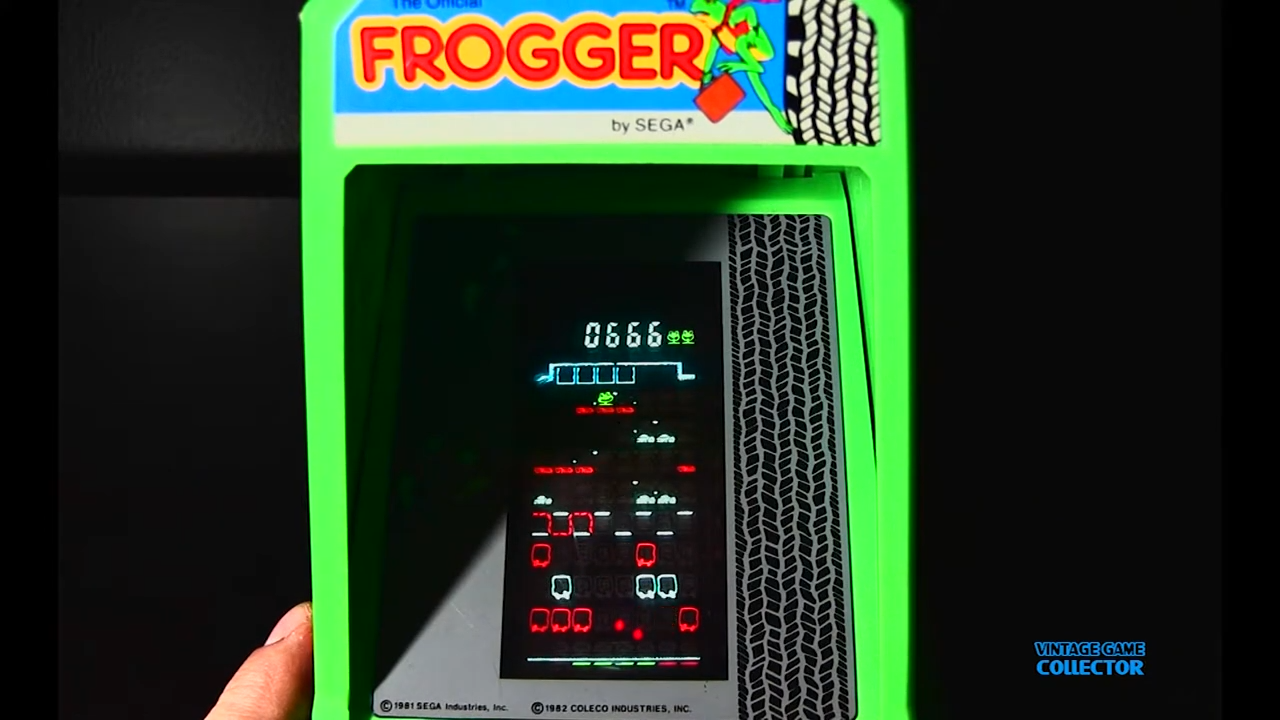 The Official
FROGGER
TM
by SEGA®
0666
VINTAGE GAME
COLLECTOR
©1981 SEGA Industries, Inc. ©1982 COLECO INDUSTRIES, INC.